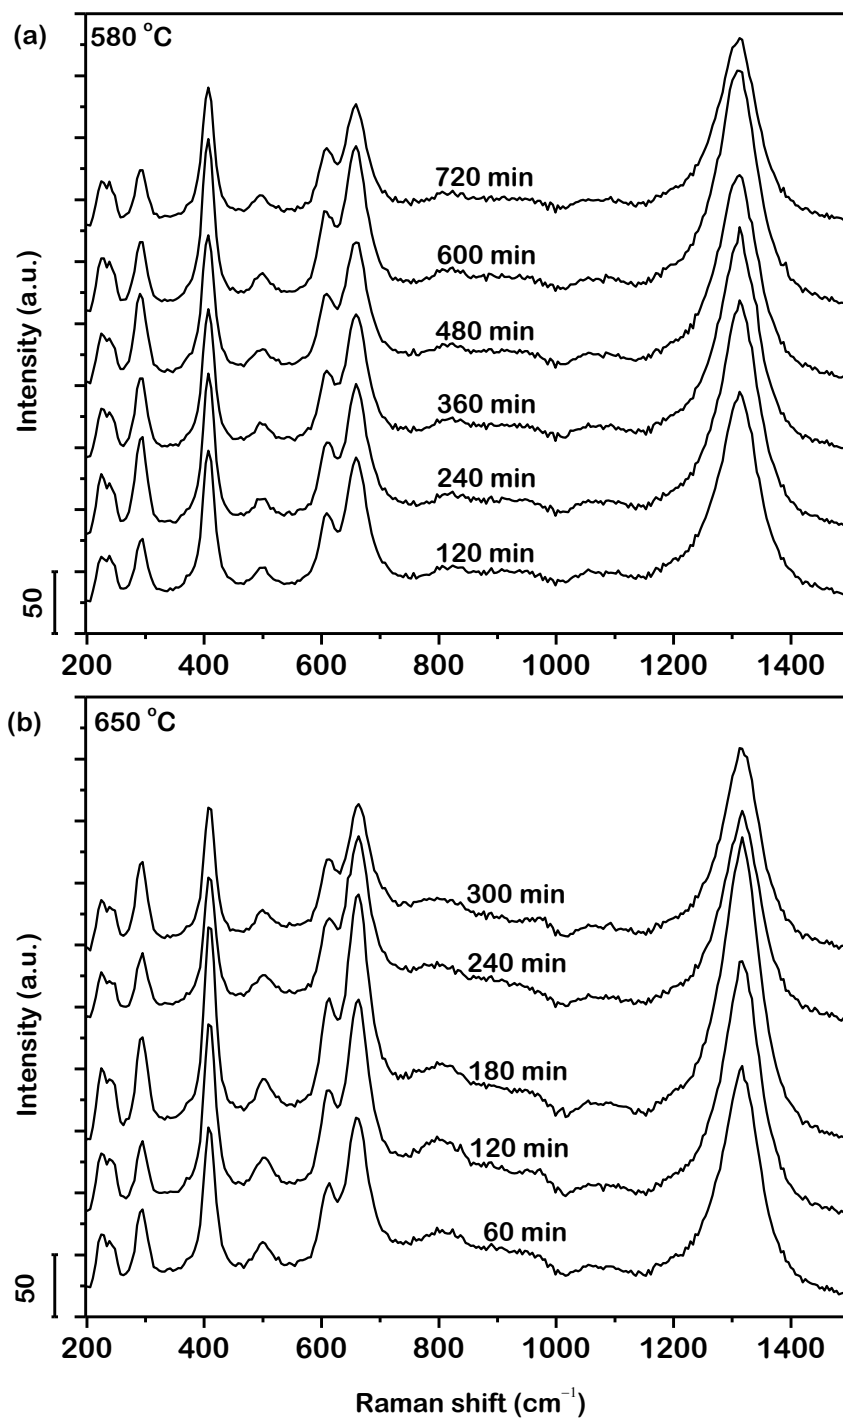 (a)
580 °C
720 min
600 min
480 min
360 min
240 min
120 min
Intensity (a.u.)
50
200 400 600 800 1000 1200 1400
(b)
650 °C
300 min
240 min
180 min
120 min
60 min
Intensity (a.u.)
50
200 400 600 800 1000 1200 1400
Raman shift (cm⁻¹)